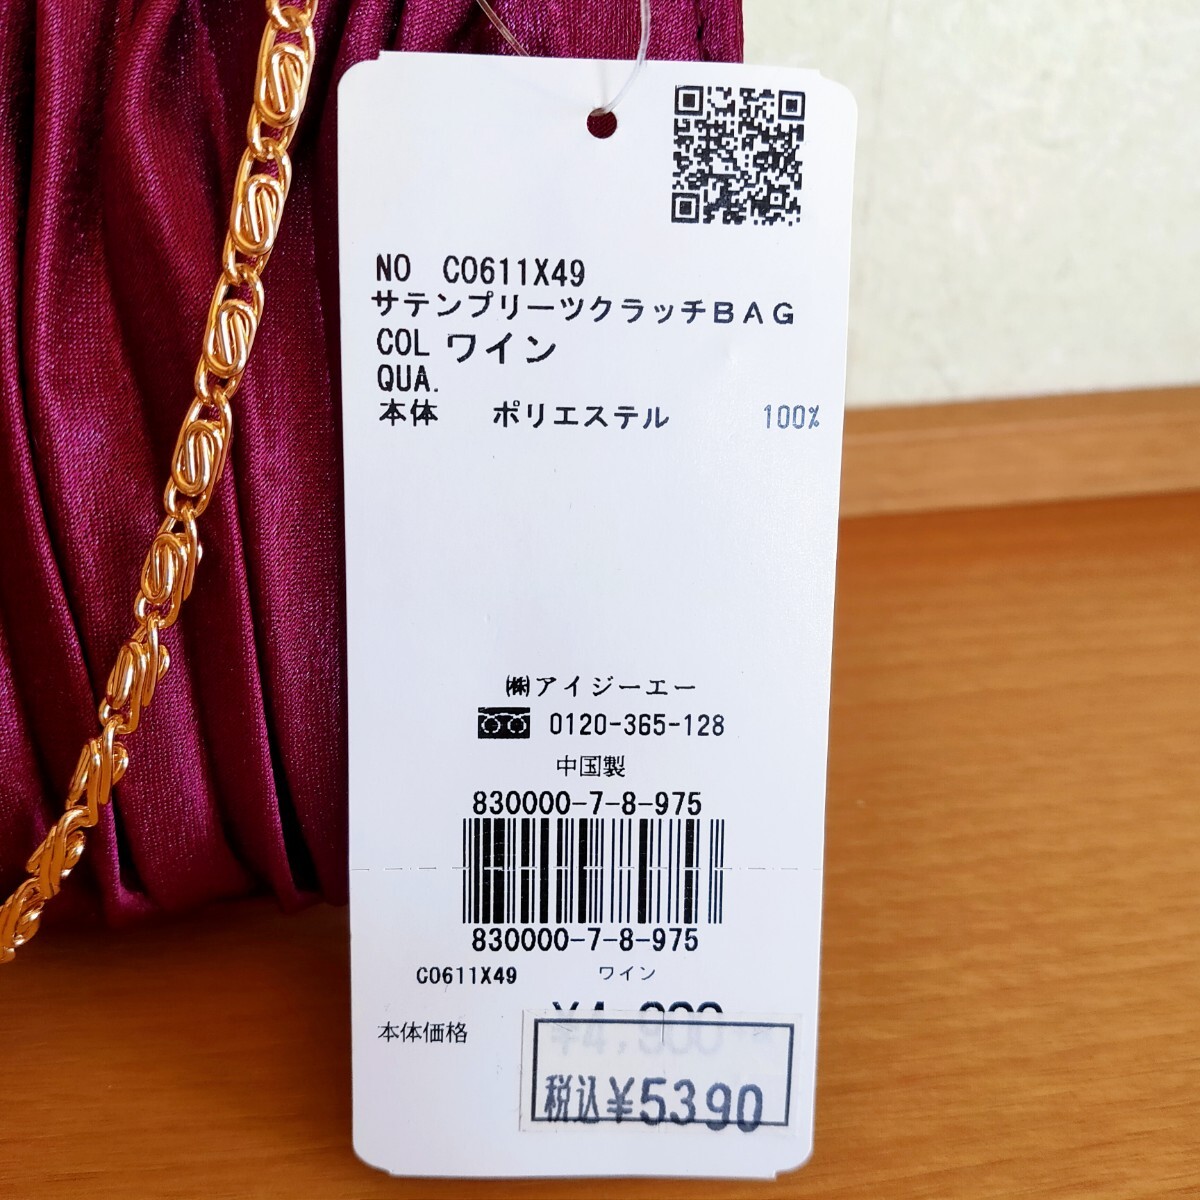 NO C0611X49
サテンプリーツクラッチＢＡＧ
COL ワイン
QUA.
本体 ポリエステル 100%
㈱アイジーエー
0120-365-128
中国製
830000-7-8-975
830000-7-8-975
C0611X49 ワイン
¥4,900
本体価格
税込¥5390